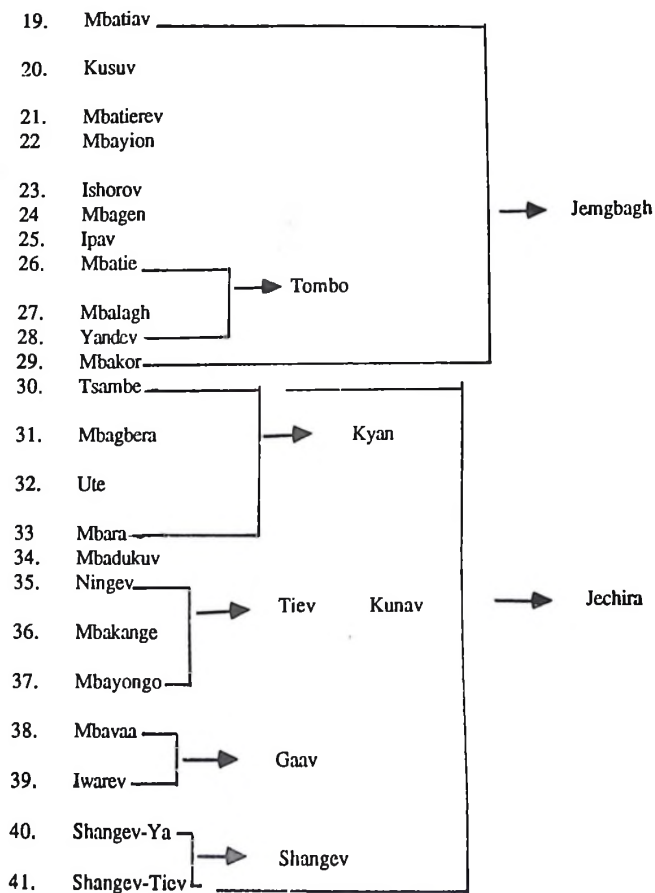 19. Mbatiav
20. Kusuv
21. Mbatierev
22 Mbayion
Jemgbagh
23. Ishorov
24 Mbagen
25. Ipav
26. Mbatie
Tombo
27. Mbalagh
28. Yandev
29. Mbakor
30. Tsambe
31. Mbagbera Kyan
32. Ute
33 Mbara
34. Mbadukuv
35. Ningev
Tiev Kunav Jechira
36. Mbakange
37. Mbayongo
38. Mbavaa
Gaav
39. Iwarev
40. Shangev-Ya
Shangev
41. Shangev-Tiev